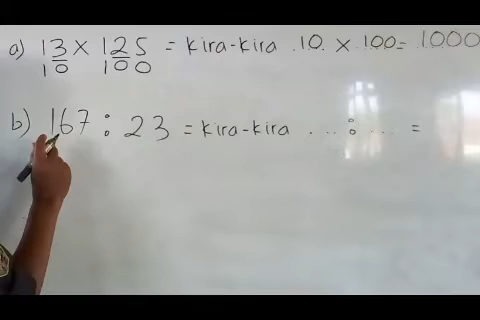 a) 13 x 125 = kira-kira .10. x .100 = 1000
10 100
b) 167 : 23 = kira-kira ... : ... =